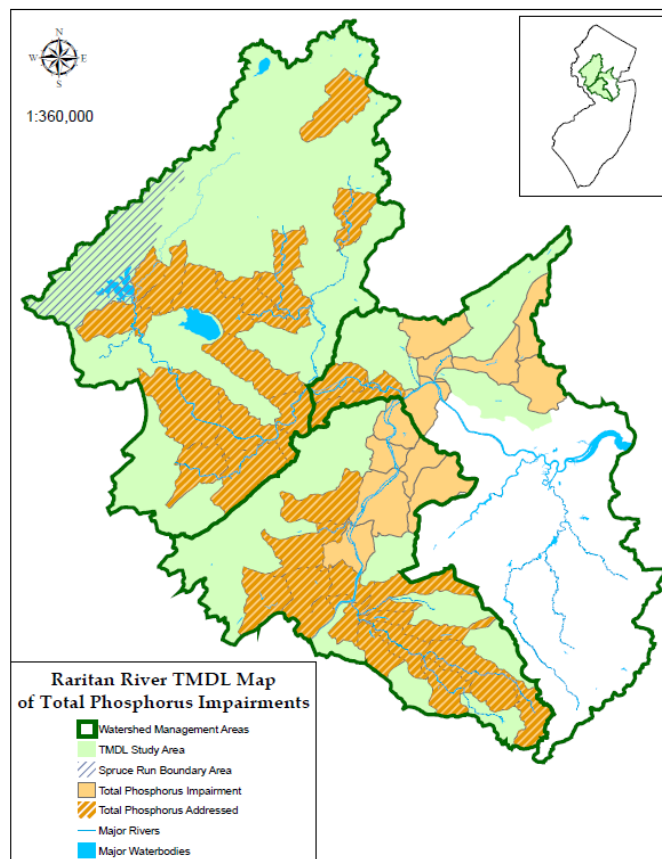 N
W E
S
1:360,000
Raritan River TMDL Map
of Total Phosphorus Impairments
Watershed Management Areas
TMDL Study Area
Spruce Run Boundary Area
Total Phosphorus Impairment
Total Phosphorus Addressed
Major Rivers
Major Waterbodies